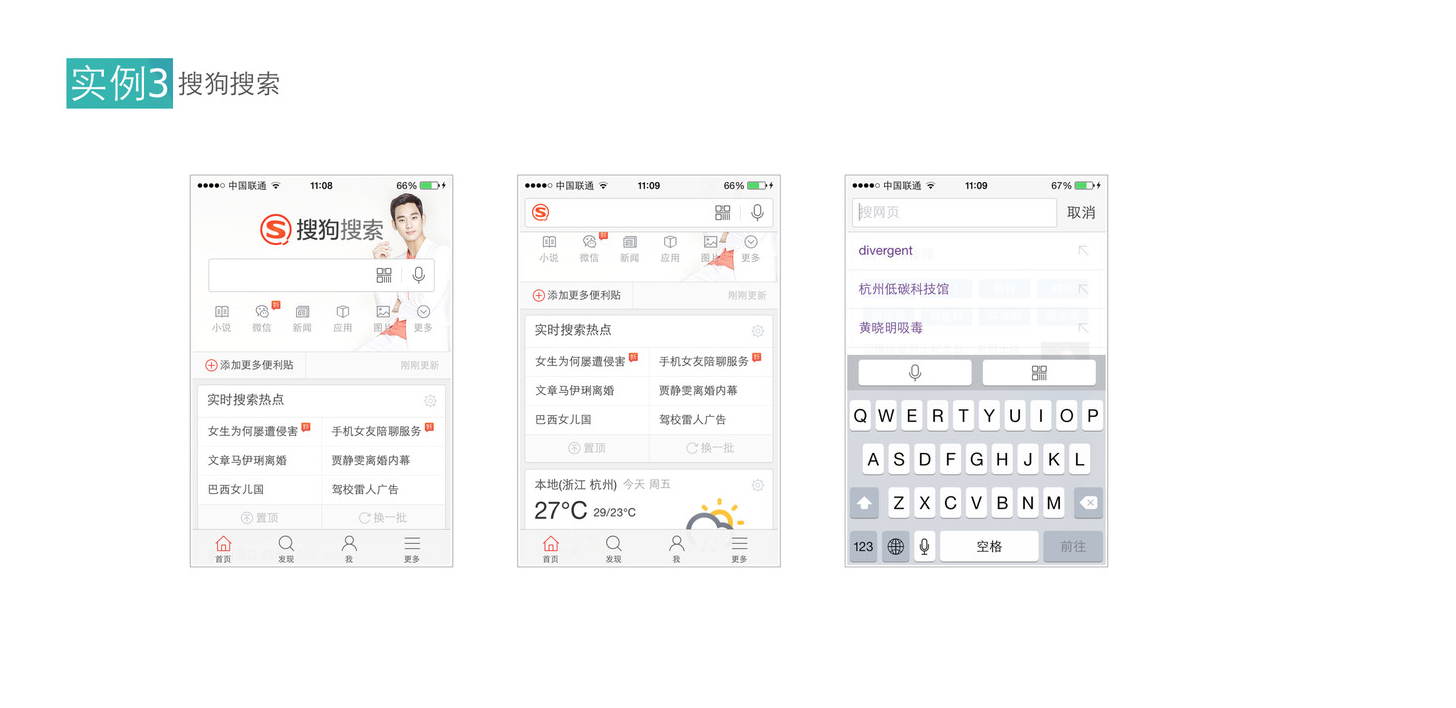 实例3 搜狗搜索
中国联通 11:08 66%
搜狗搜索
小说 微信 新闻 应用 图片 更多
添加更多便利贴 刚刚更新
实时搜索热点
女生为何屡遭侵害 手机女友陪聊服务
文章马伊琍离婚 贾静雯离婚内幕
巴西女儿国 驾校雷人广告
置顶 换一批
首页 发现 我 更多
中国联通 11:09 66%
小说 微信 新闻 应用 图片 更多
添加更多便利贴 刚刚更新
实时搜索热点
女生为何屡遭侵害 手机女友陪聊服务
文章马伊琍离婚 贾静雯离婚内幕
巴西女儿国 驾校雷人广告
置顶 换一批
本地(浙江 杭州) 今天 周五
27°C 29/23°C
首页 发现 我 更多
中国联通 11:09 67%
搜网页 取消
divergent
杭州低碳科技馆
黄晓明吸毒
Q W E R T Y U I O P
A S D F G H J K L
Z X C V B N M
123 空格 前往